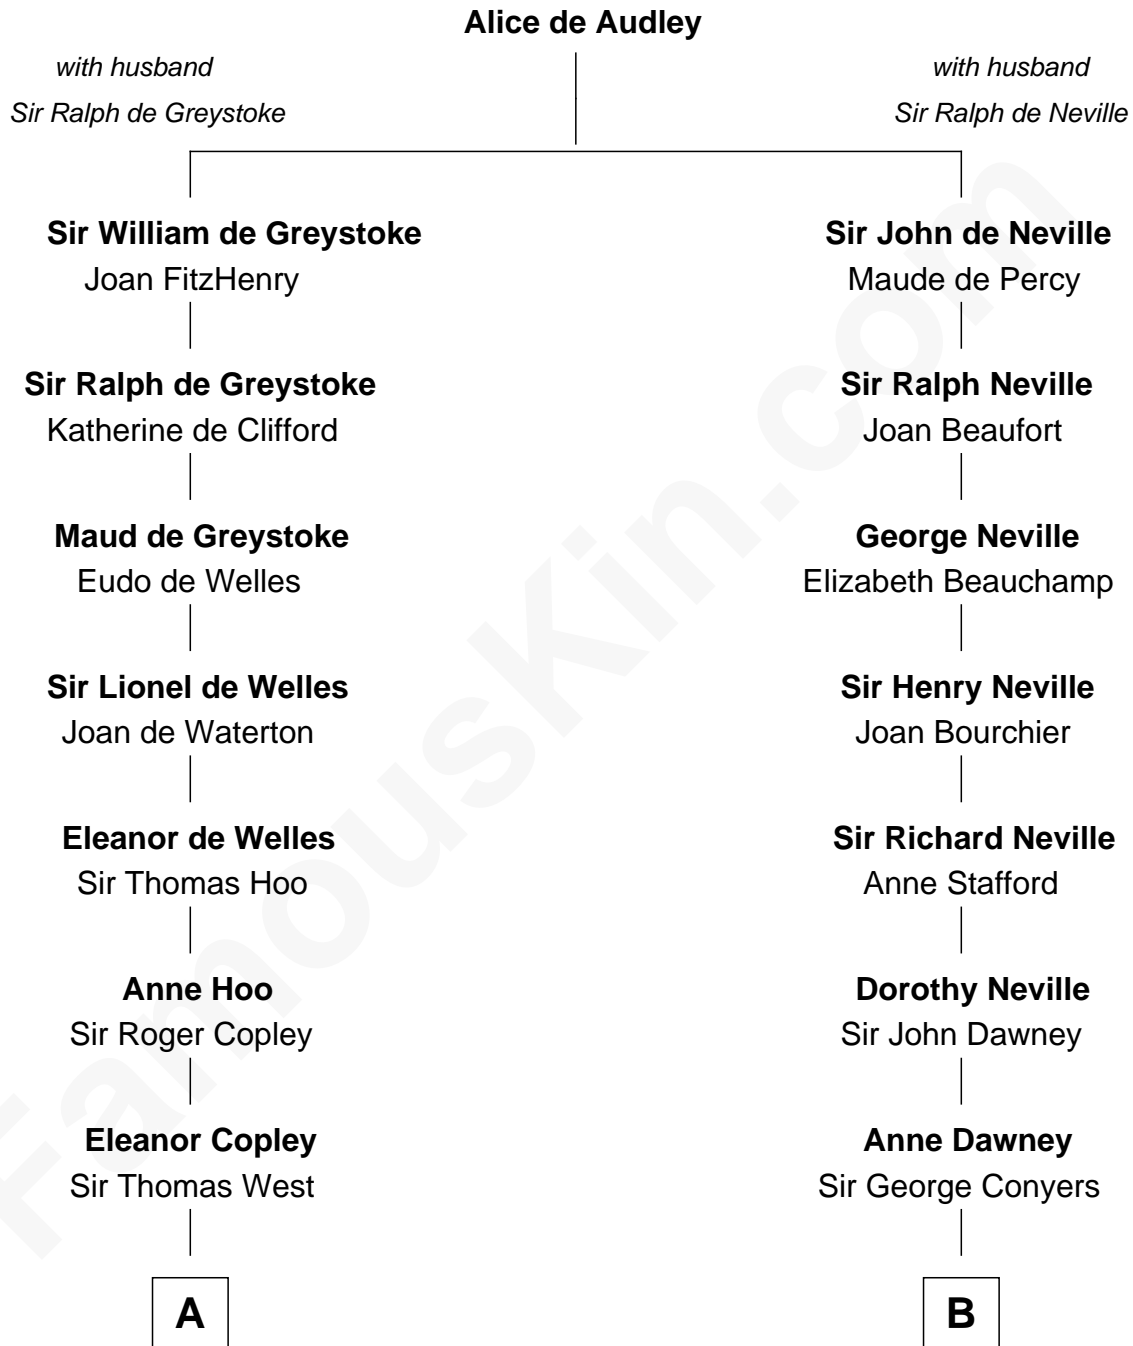 Alice de Audley
with husband
Sir Ralph de Greystoke
with husband
Sir Ralph de Neville
Sir William de Greystoke
Joan FitzHenry
Sir Ralph de Greystoke
Katherine de Clifford
Maud de Greystoke
Eudo de Welles
Sir Lionel de Welles
Joan de Waterton
Eleanor de Welles
Sir Thomas Hoo
Anne Hoo
Sir Roger Copley
Eleanor Copley
Sir Thomas West
A
Sir John de Neville
Maude de Percy
Sir Ralph Neville
Joan Beaufort
George Neville
Elizabeth Beauchamp
Sir Henry Neville
Joan Bourchier
Sir Richard Neville
Anne Stafford
Dorothy Neville
Sir John Dawney
Anne Dawney
Sir George Conyers
B
FamousKin.com